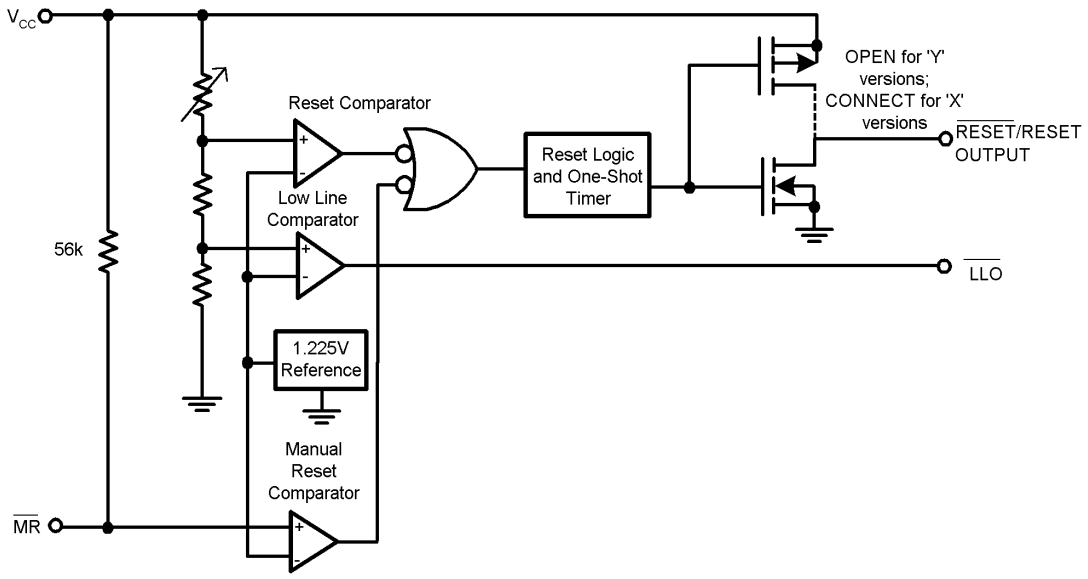 VCC
OPEN for 'Y'
versions;
CONNECT for 'X'
versions
Reset Comparator
+
-
RESET/RESET
OUTPUT
Reset Logic
and One-Shot
Timer
Low Line
Comparator
+
-
56k
LLO
1.225V
Reference
Manual
Reset
Comparator
MR
+
-